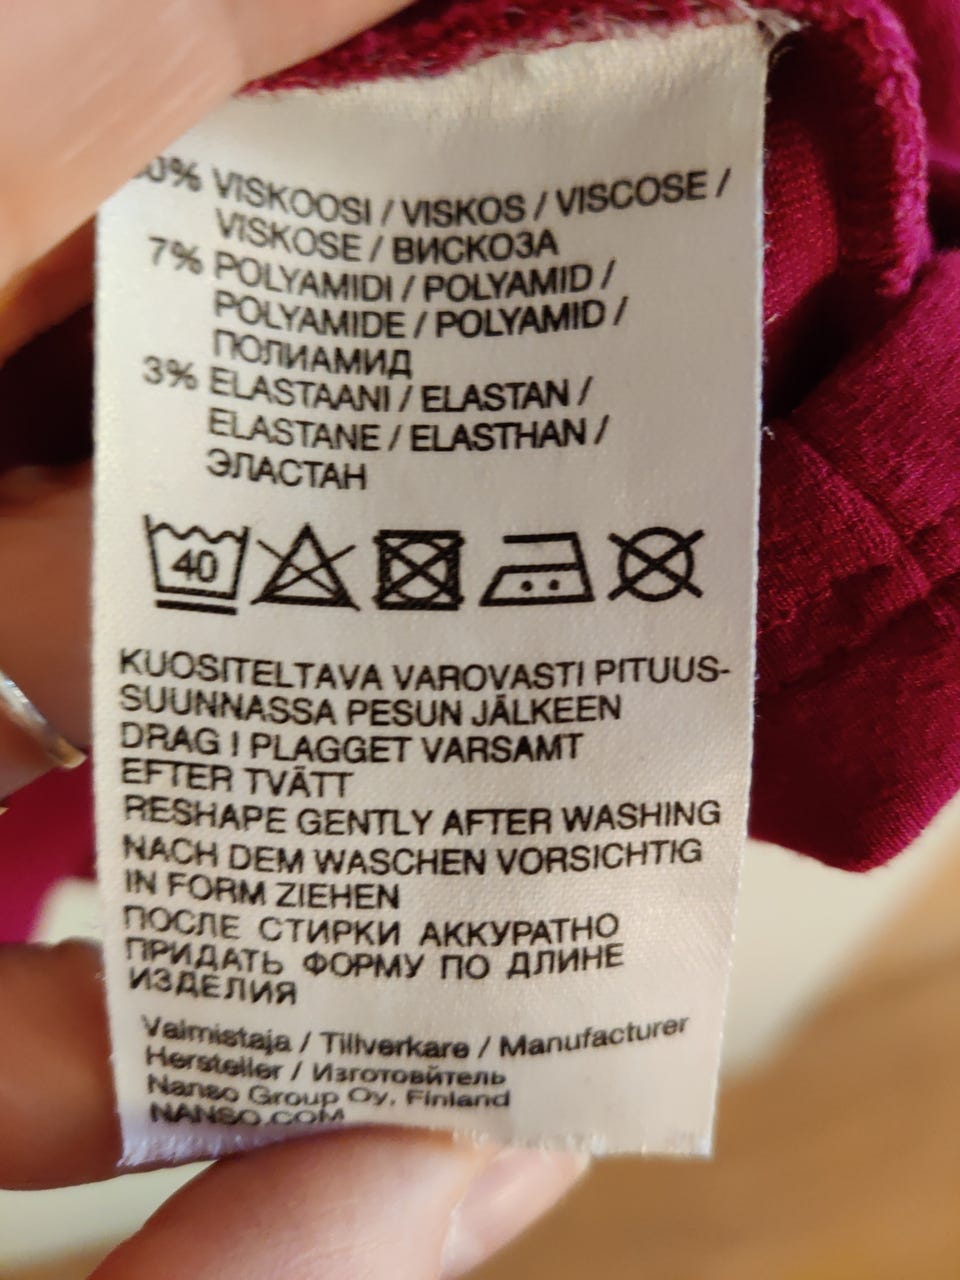 0% VISKOOSI / VISKOS / VISCOSE /
VISKOSE / ВИСКОЗА
7% POLYAMIDI / POLYAMID /
POLYAMIDE / POLYAMID /
ПОЛИАМИД
3% ELASTAANI / ELASTAN /
ELASTANE / ELASTHAN /
ЭЛАСТАН
40
KUOSITELTAVA VAROVASTI PITUUS-
SUUNNASSA PESUN JÄLKEEN
DRAG I PLAGGET VARSAMT
EFTER TVÄTT
RESHAPE GENTLY AFTER WASHING
NACH DEM WASCHEN VORSICHTIG
IN FORM ZIEHEN
ПОСЛЕ СТИРКИ АККУРАТНО
ПРИДАТЬ ФОРМУ ПО ДЛИНЕ
ИЗДЕЛИЯ
Valmistaja / Tillverkare / Manufacturer
Hersteller / Изготовйтель
Nanso Group Oy, Finland
NANSO.COM